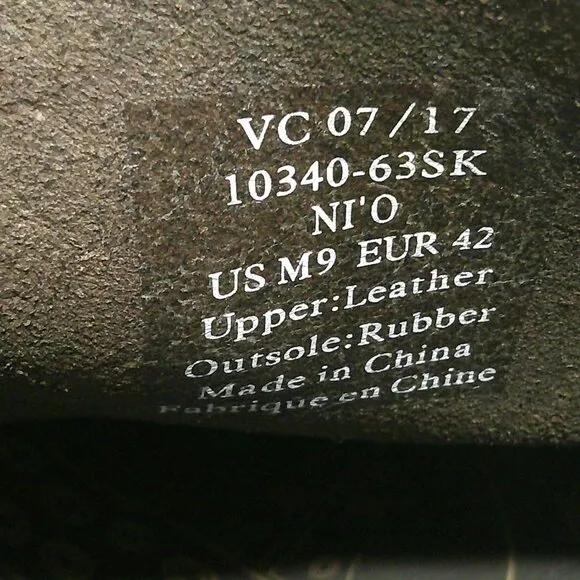 VC 07/17
10340-63SK
NI'O
US M9 EUR 42
Upper:Leather
Outsole:Rubber
Made in China
Fabrique en Chine